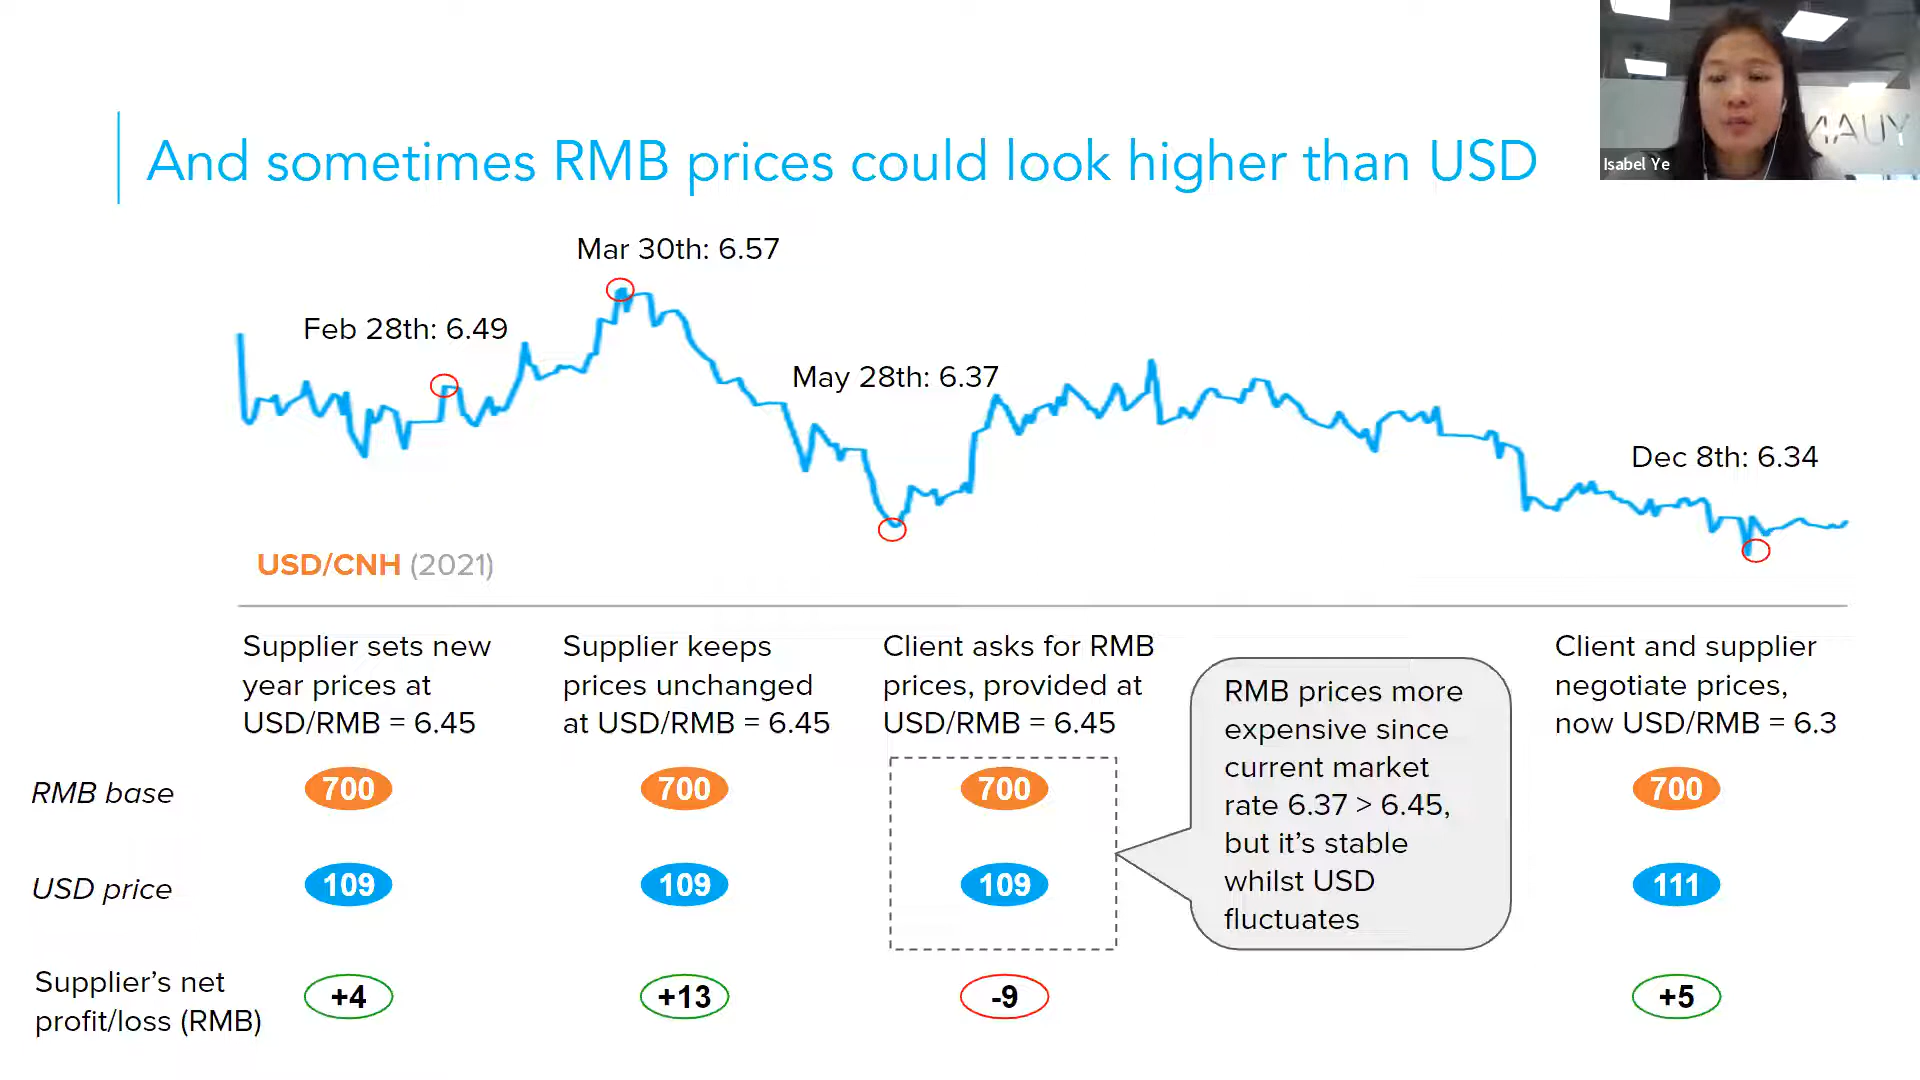 And sometimes RMB prices could look higher than USD
Isabel Ye
YUAN
Mar 30th: 6.57
Feb 28th: 6.49
May 28th: 6.37
Dec 8th: 6.34
USD/CNH (2021)
Supplier sets new
year prices at
USD/RMB = 6.45
Supplier keeps
prices unchanged
at USD/RMB = 6.45
Client asks for RMB
prices, provided at
USD/RMB = 6.45
RMB prices more
expensive since
current market
rate 6.37 > 6.45,
but it's stable
whilst USD
fluctuates
Client and supplier
negotiate prices,
now USD/RMB = 6.3
RMB base
700
700
700
700
USD price
109
109
109
111
Supplier's net
profit/loss (RMB)
+4
+13
-9
+5